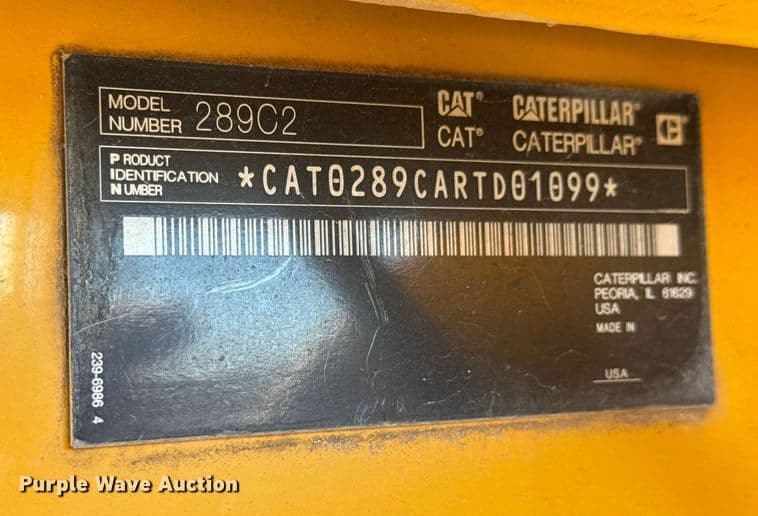 MODEL NUMBER 289C2
CAT® CATERPILLAR®
CAT® CATERPILLAR®
PRODUCT IDENTIFICATION NUMBER *CAT0289CARTD01099*
CATERPILLAR INC.
PEORIA, IL 61629
USA
MADE IN
USA
239-6986 4
Purple Wave Auction